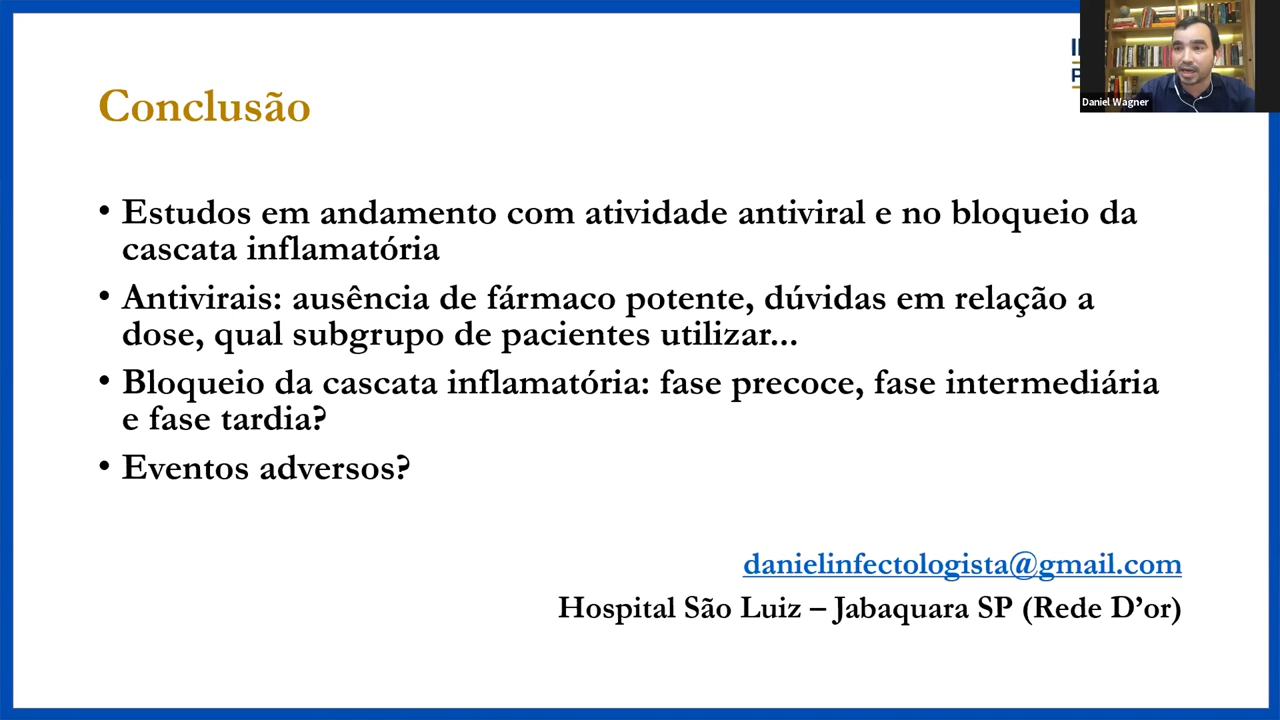 Daniel Wagner
Conclusão
• Estudos em andamento com atividade antiviral e no bloqueio da
cascata inflamatória
• Antivirais: ausência de fármaco potente, dúvidas em relação a
dose, qual subgrupo de pacientes utilizar...
• Bloqueio da cascata inflamatória: fase precoce, fase intermediária
e fase tardia?
• Eventos adversos?
danielinfectologista@gmail.com
Hospital São Luiz – Jabaquara SP (Rede D’or)